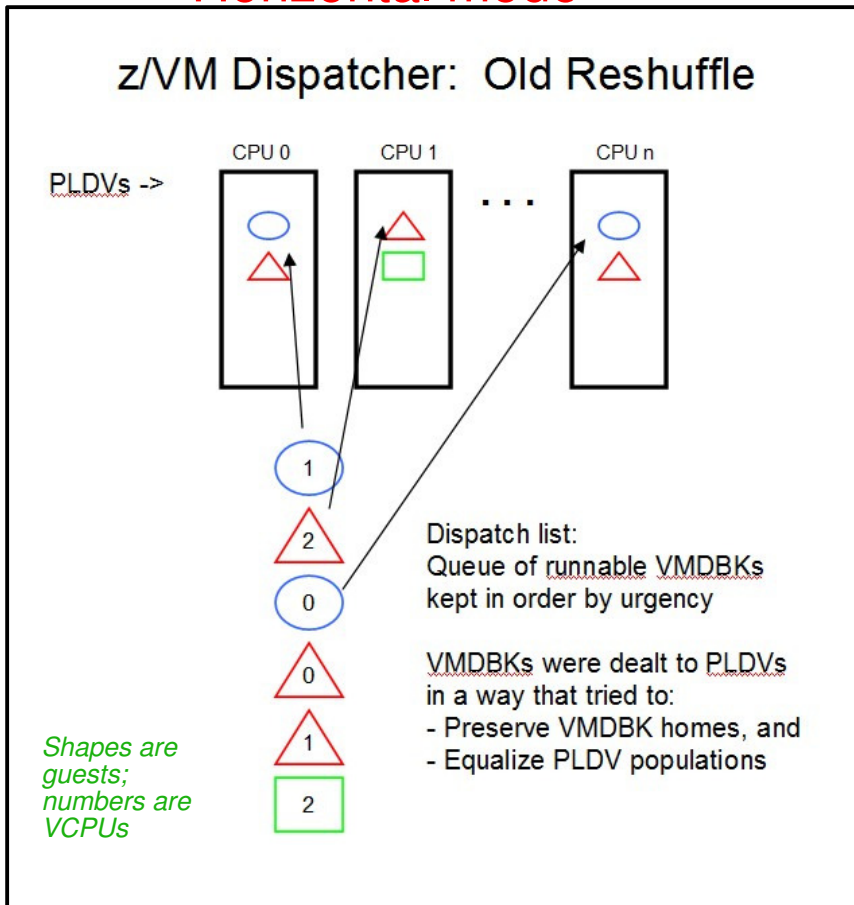 Horizontal mode
z/VM Dispatcher: Old Reshuffle
CPU 0
CPU 1
CPU n
PLDVs ->
. . .
1
2
0
0
1
2
Dispatch list:
Queue of runnable VMDBKs
kept in order by urgency
VMDBKs were dealt to PLDVs
in a way that tried to:
- Preserve VMDBK homes, and
- Equalize PLDV populations
Shapes are
guests;
numbers are
VCPUs